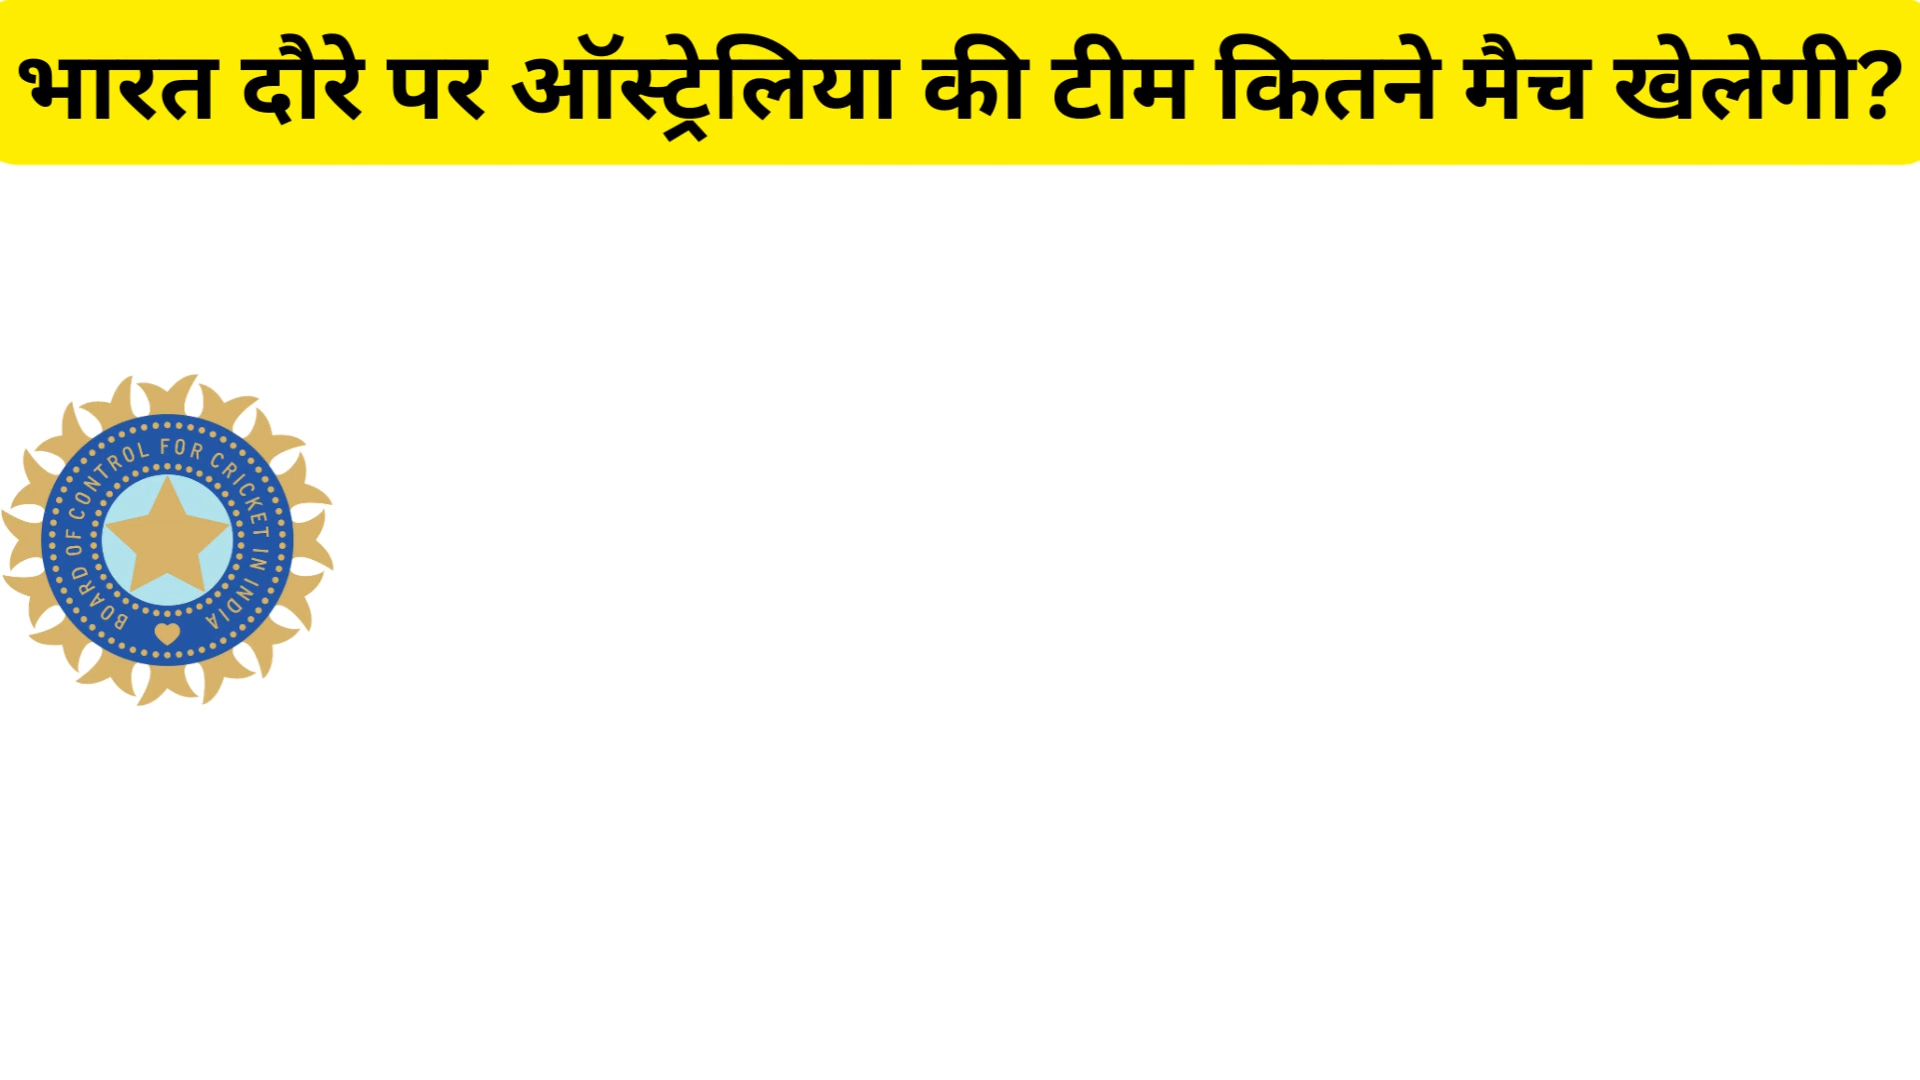 भारत दौरे पर ऑस्ट्रेलिया की टीम कितने मैच खेलेगी?
BOARD OF CONTROL FOR CRICKET IN INDIA